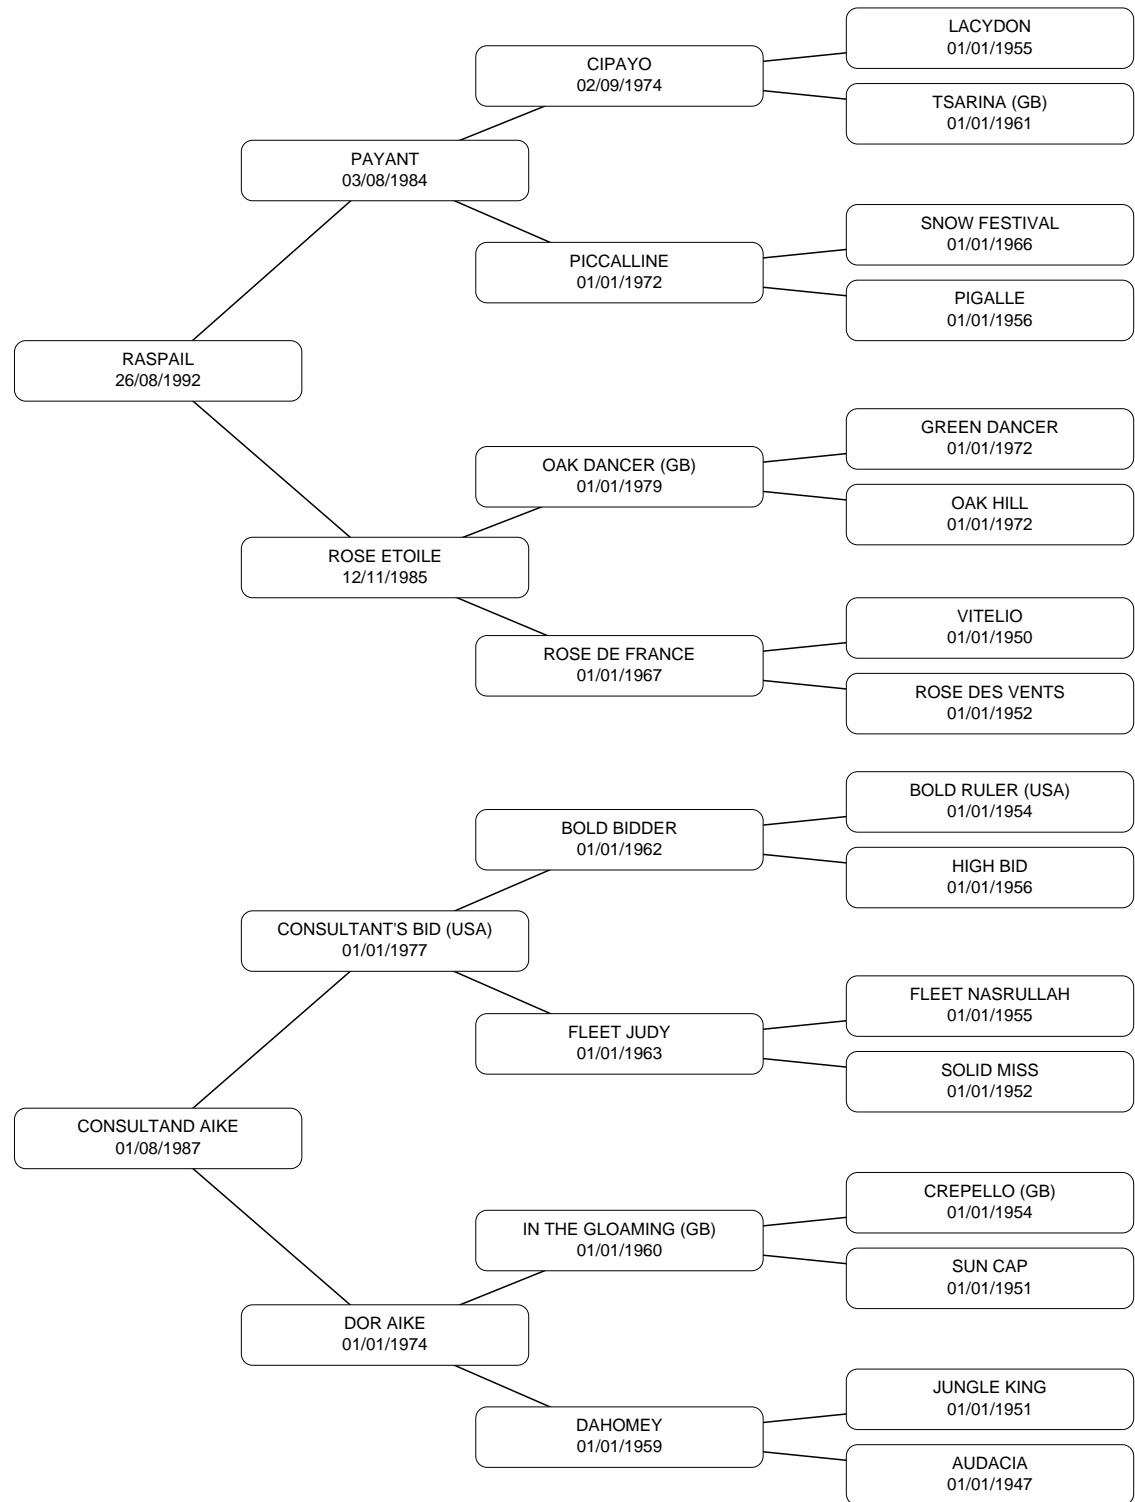 LACYDON
01/01/1955
CIPAYO
02/09/1974
TSARINA (GB)
01/01/1961
PAYANT
03/08/1984
SNOW FESTIVAL
01/01/1966
PICCALLINE
01/01/1972
PIGALLE
01/01/1956
RASPAIL
26/08/1992
GREEN DANCER
01/01/1972
OAK DANCER (GB)
01/01/1979
OAK HILL
01/01/1972
ROSE ETOILE
12/11/1985
VITELIO
01/01/1950
ROSE DE FRANCE
01/01/1967
ROSE DES VENTS
01/01/1952
BOLD RULER (USA)
01/01/1954
BOLD BIDDER
01/01/1962
HIGH BID
01/01/1956
CONSULTANT'S BID (USA)
01/01/1977
FLEET NASRULLAH
01/01/1955
FLEET JUDY
01/01/1963
SOLID MISS
01/01/1952
CONSULTAND AIKE
01/08/1987
CREPELLO (GB)
01/01/1954
IN THE GLOAMING (GB)
01/01/1960
SUN CAP
01/01/1951
DOR AIKE
01/01/1974
JUNGLE KING
01/01/1951
DAHOMEY
01/01/1959
AUDACIA
01/01/1947